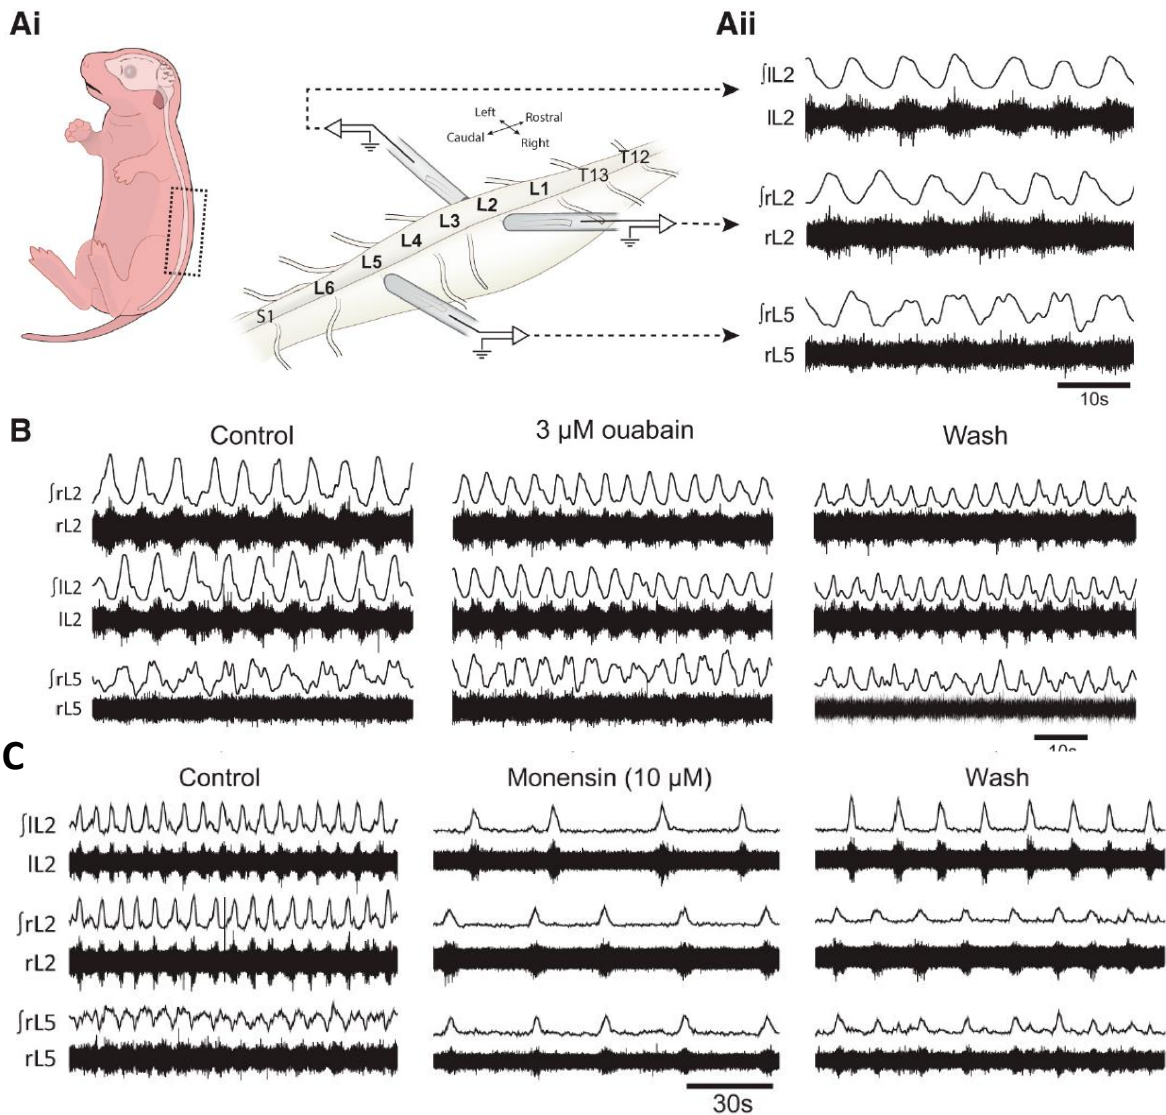 Ai
Aii
Left
Rostral
Caudal
Right
T12
T13
L1
L2
L3
L4
L5
L6
S1
∫lL2
lL2
∫rL2
rL2
∫rL5
rL5
10s
B
Control
3 µM ouabain
Wash
∫rL2
rL2
∫lL2
lL2
∫rL5
rL5
10s
C
Control
Monensin (10 µM)
Wash
∫lL2
lL2
∫rL2
rL2
∫rL5
rL5
30s